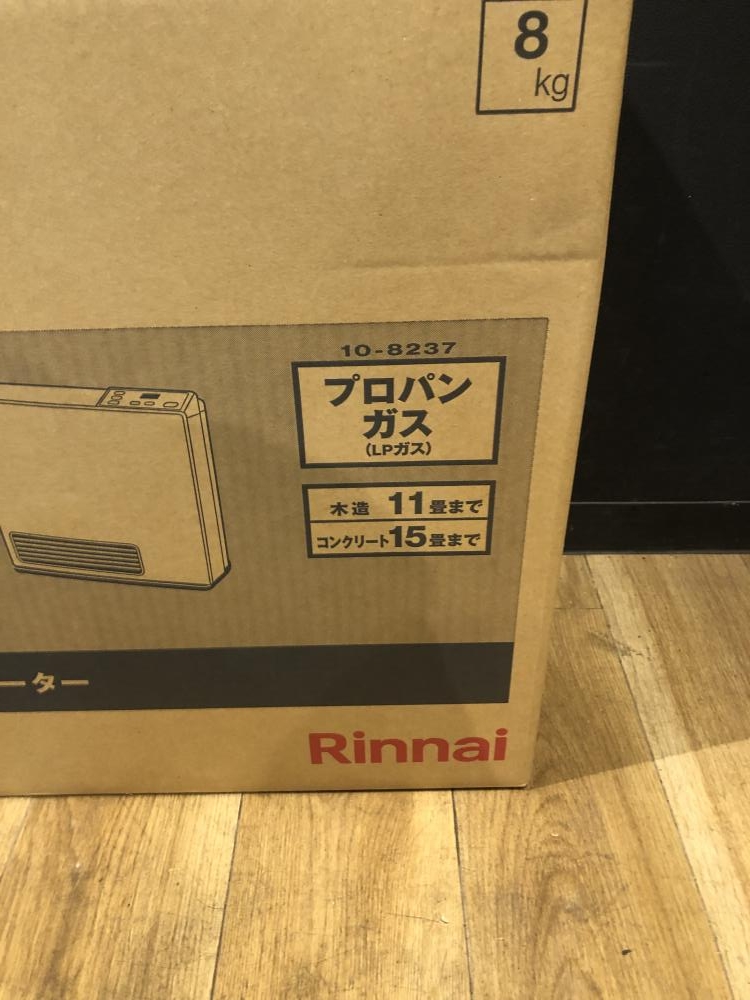 8
kg
10-8237
プロパン
ガス
(LPガス)
木造 11畳まで
コンクリート15畳まで
ーター
Rinnai